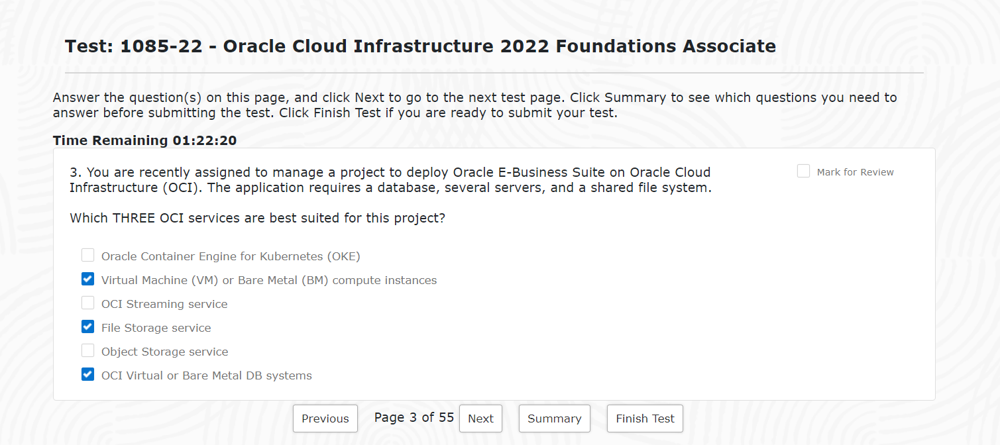 Test: 1085-22 - Oracle Cloud Infrastructure 2022 Foundations Associate
Answer the question(s) on this page, and click Next to go to the next test page. Click Summary to see which questions you need to
answer before submitting the test. Click Finish Test if you are ready to submit your test.
Time Remaining 01:22:20
3. You are recently assigned to manage a project to deploy Oracle E-Business Suite on Oracle Cloud
Infrastructure (OCI). The application requires a database, several servers, and a shared file system.
Mark for Review
Which THREE OCI services are best suited for this project?
Oracle Container Engine for Kubernetes (OKE)
Virtual Machine (VM) or Bare Metal (BM) compute instances
OCI Streaming service
File Storage service
Object Storage service
OCI Virtual or Bare Metal DB systems
Previous Page 3 of 55 Next Summary Finish Test